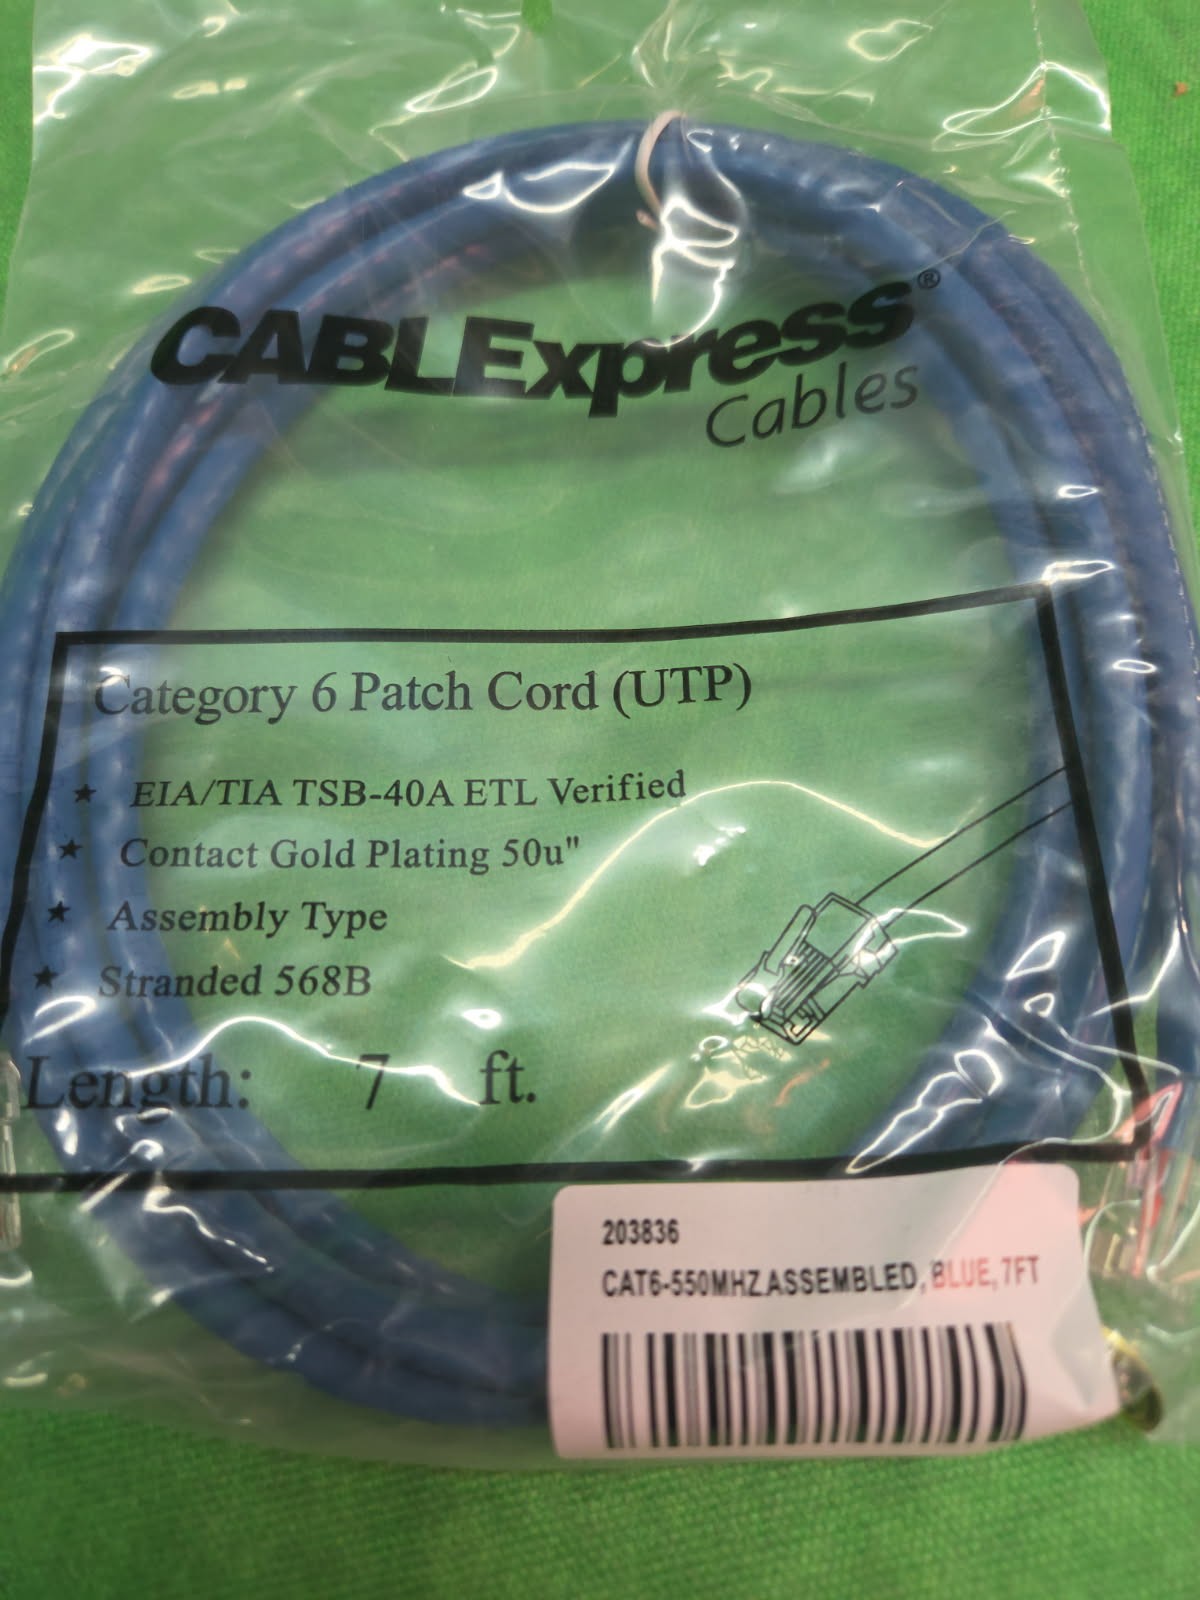 CABLExpress®
Cables
Category 6 Patch Cord (UTP)
★ EIA/TIA TSB-40A ETL Verified
★ Contact Gold Plating 50u"
★ Assembly Type
★ Stranded 568B
Length: 7 ft.
203836
CAT6-550MHZ,ASSEMBLED, BLUE, 7FT